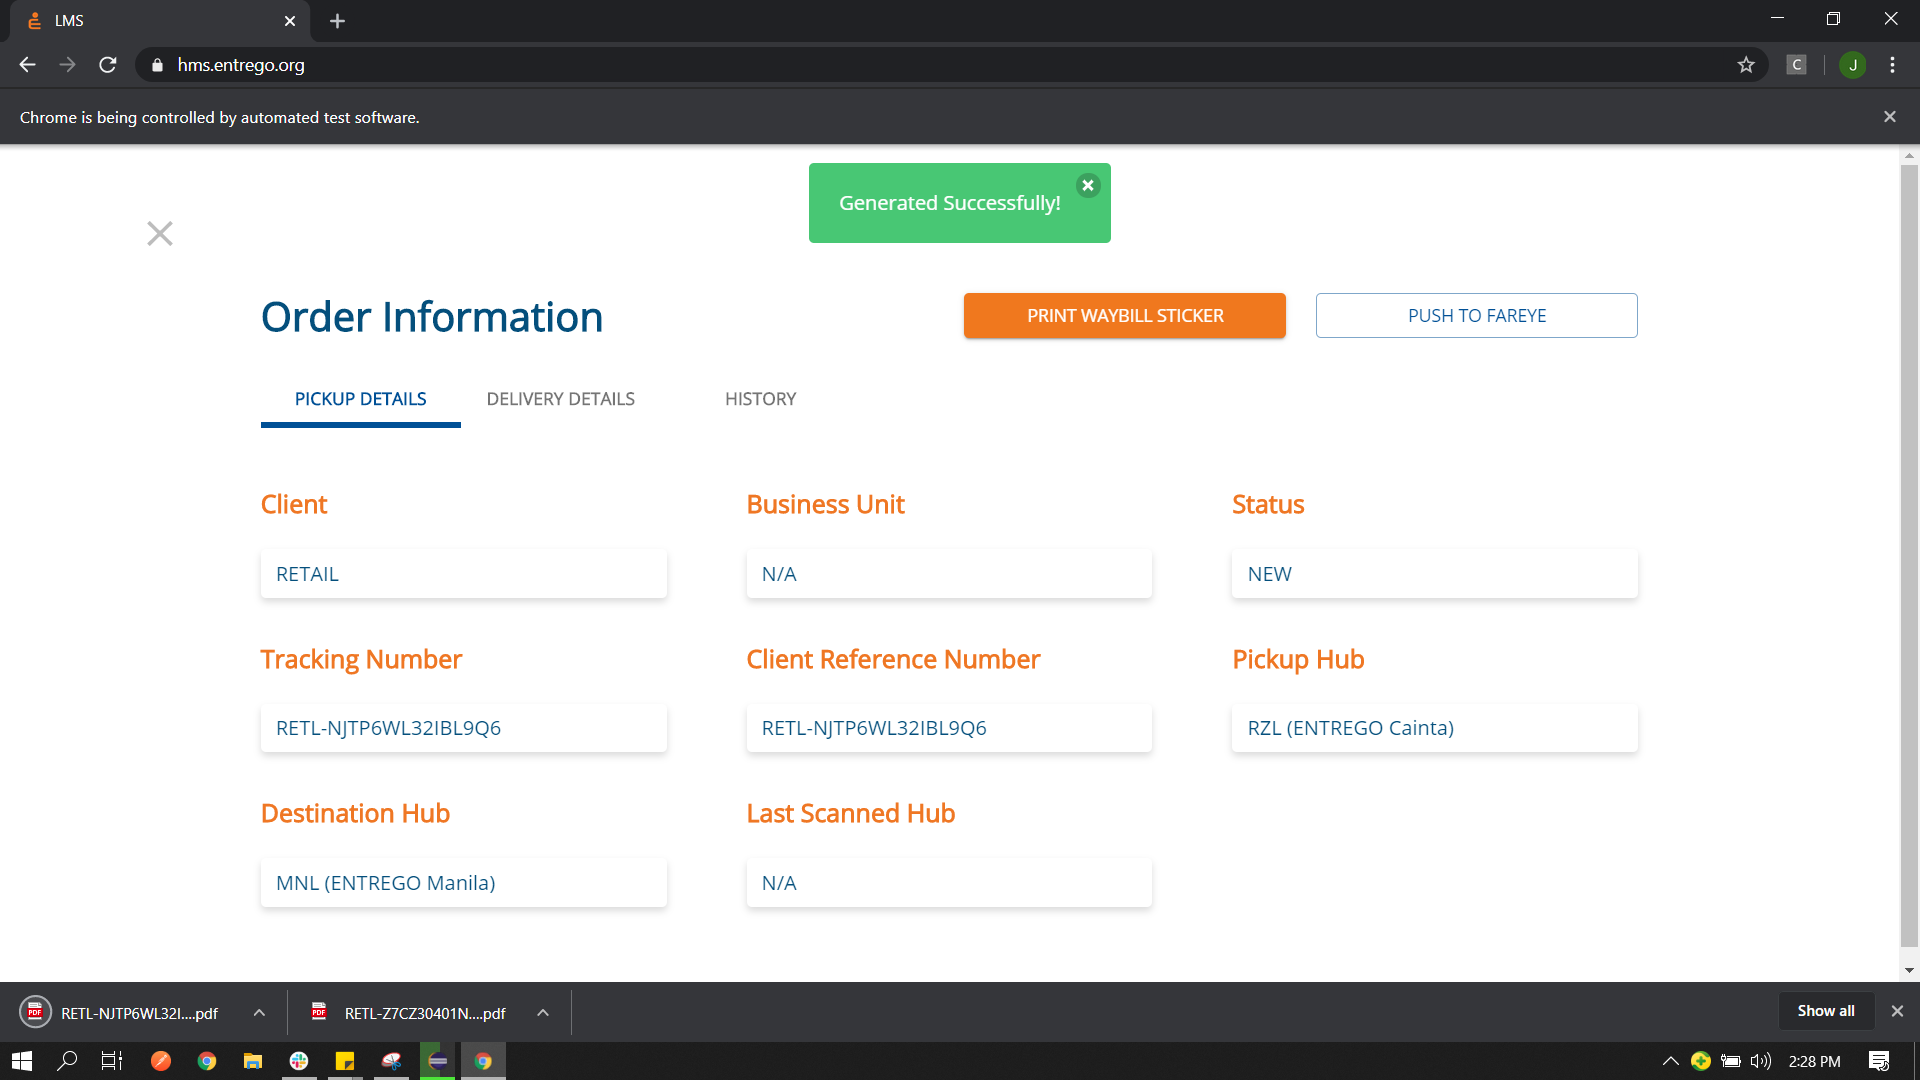 LMS
hms.entrego.org
C
J
Chrome is being controlled by automated test software.
Generated Successfully!
Order Information
PRINT WAYBILL STICKER
PUSH TO FAREYE
PICKUP DETAILS
DELIVERY DETAILS
HISTORY
Client
Business Unit
Status
RETAIL
N/A
NEW
Tracking Number
Client Reference Number
Pickup Hub
RETL-NJTP6WL32IBL9Q6
RETL-NJTP6WL32IBL9Q6
RZL (ENTREGO Cainta)
Destination Hub
Last Scanned Hub
MNL (ENTREGO Manila)
N/A
PDF
RETL-NJTP6WL32I....pdf
PDF
RETL-Z7CZ30401N....pdf
Show all
2:28 PM